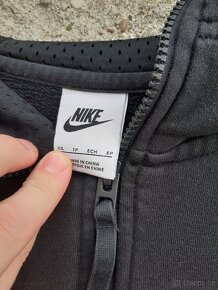 NIKE
XS TP ECH EP
MADE IN CHINA
FABRIQUÉ EN CHINE